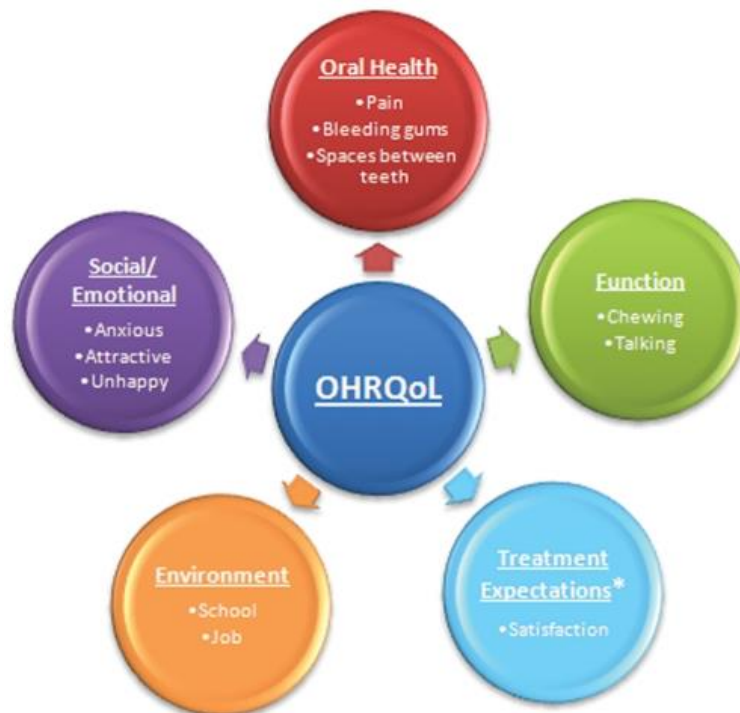 Oral Health
•Pain
•Bleeding gums
•Spaces between
teeth
Social/
Emotional
•Anxious
•Attractive
•Unhappy
Function
•Chewing
•Talking
OHRQoL
Environment
•School
•Job
Treatment
Expectations*
•Satisfaction